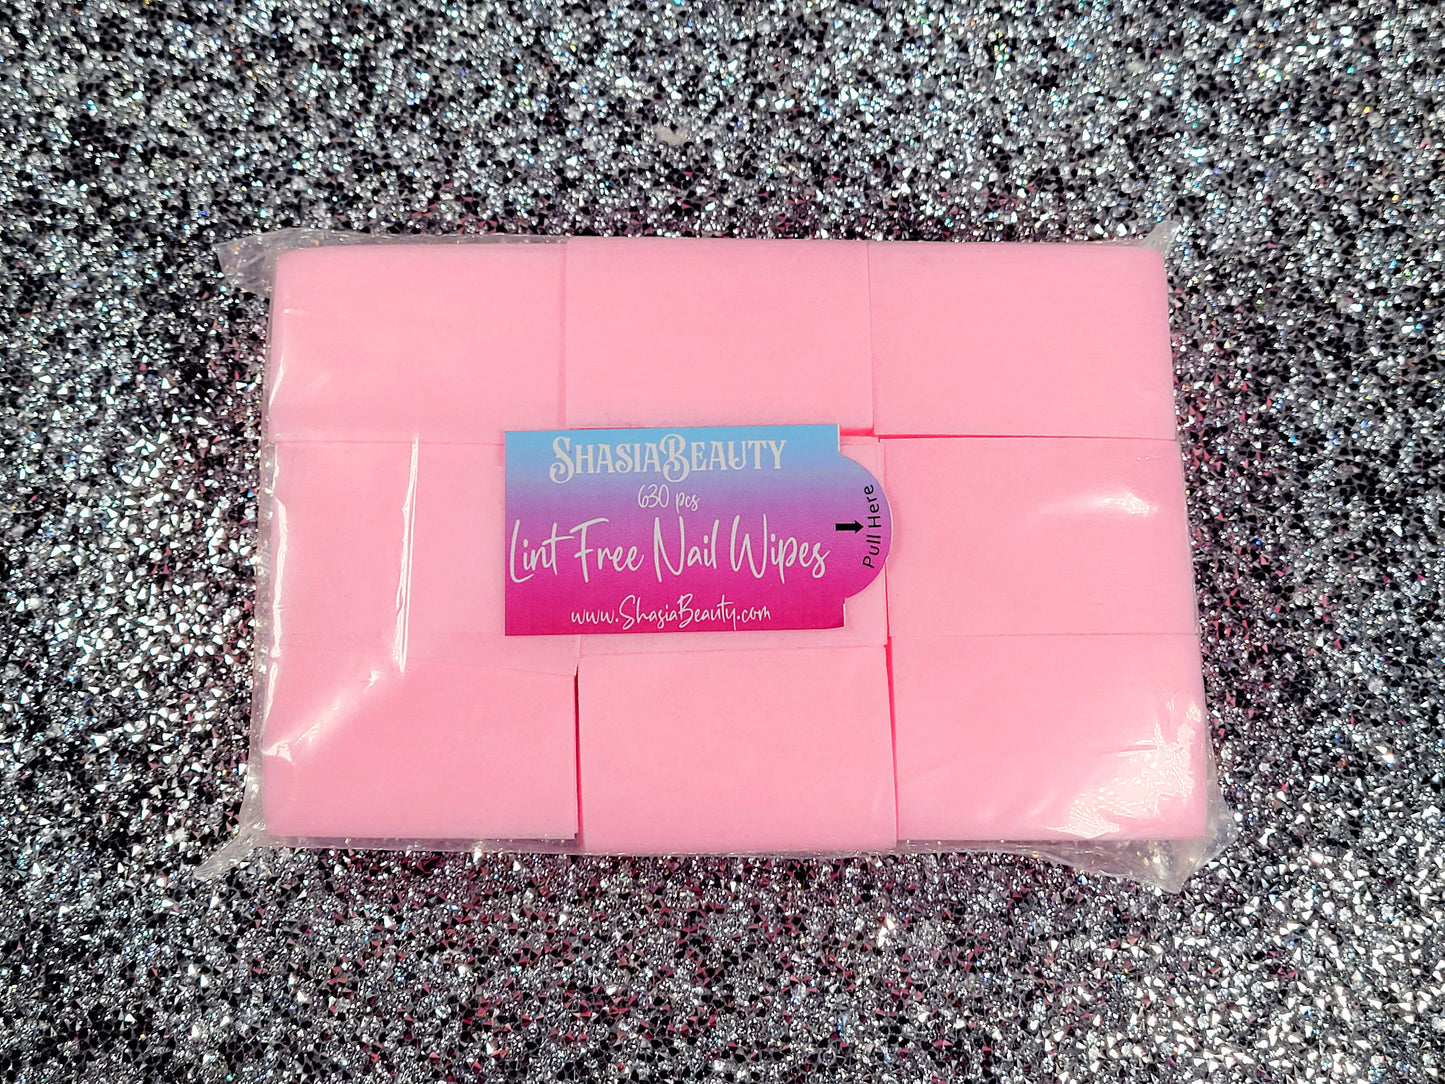 ShasiaBeauty
630 pcs
Lint Free Nail Wipes
www.ShasiaBeauty.com
Pull Here